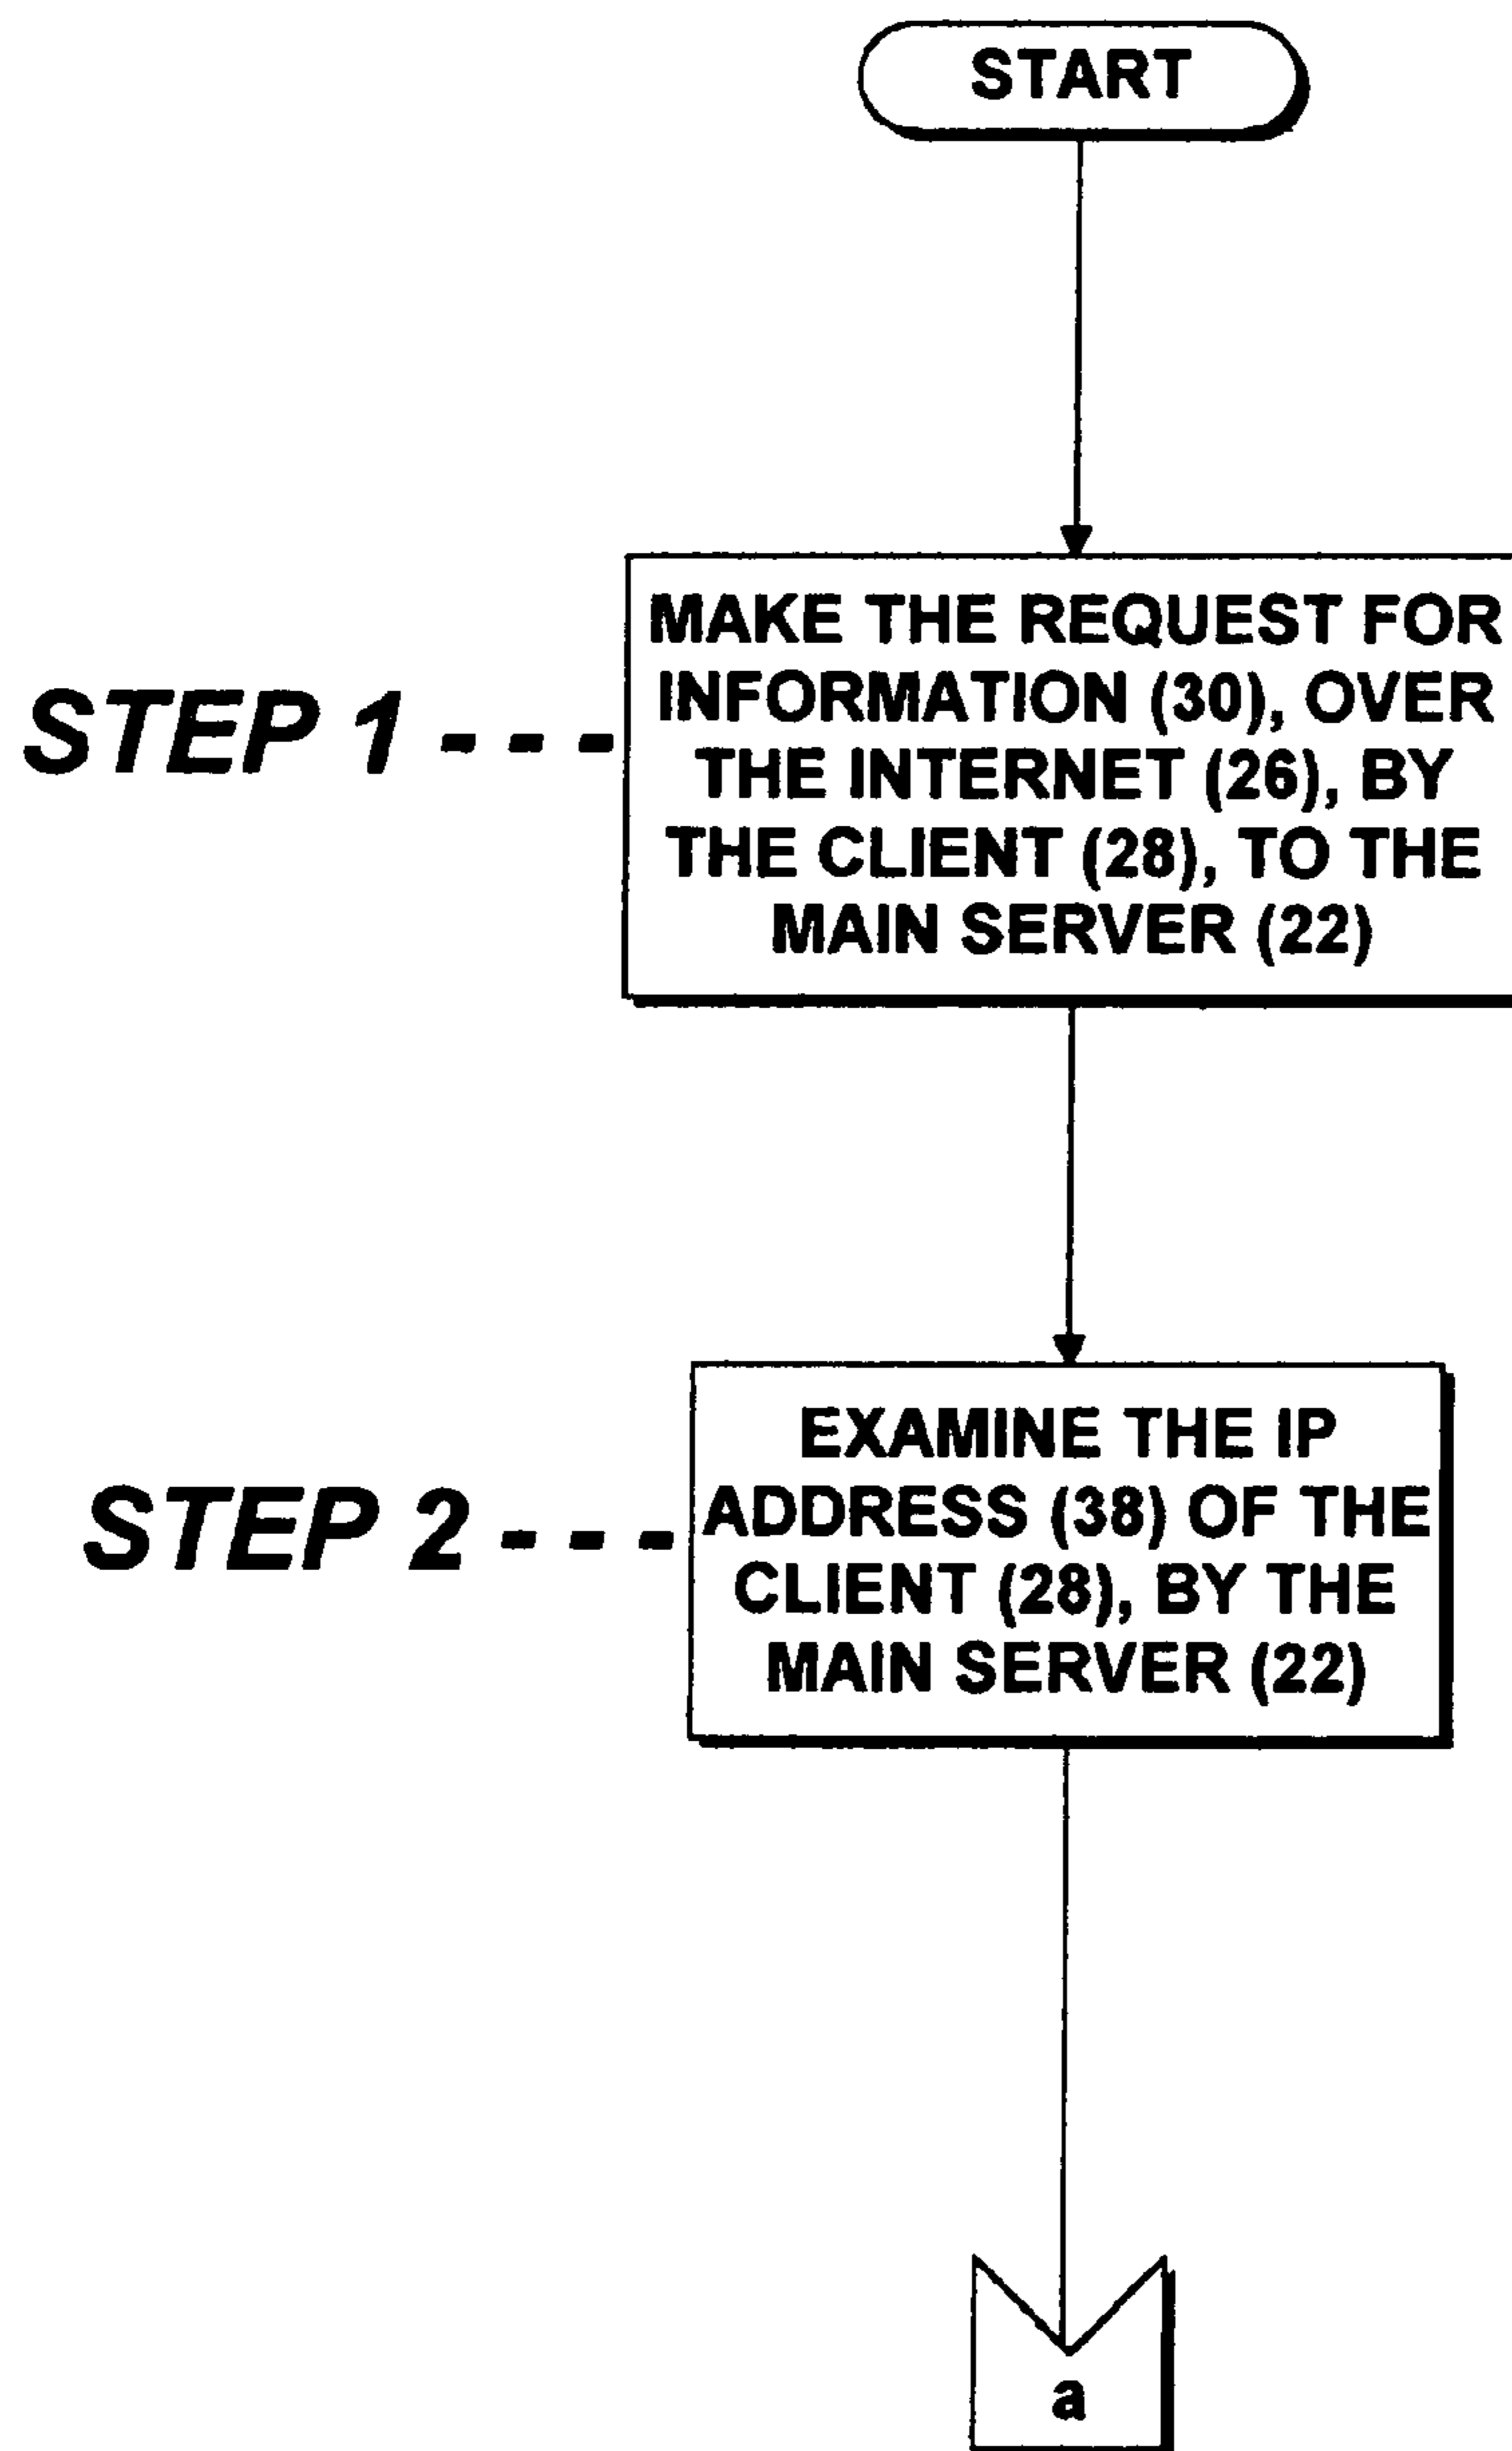 START
STEP 1 - - -
MAKE THE REQUEST FOR
INFORMATION (30), OVER
THE INTERNET (26), BY
THE CLIENT (28), TO THE
MAIN SERVER (22)
STEP 2 - - -
EXAMINE THE IP
ADDRESS (38) OF THE
CLIENT (28), BY THE
MAIN SERVER (22)
a